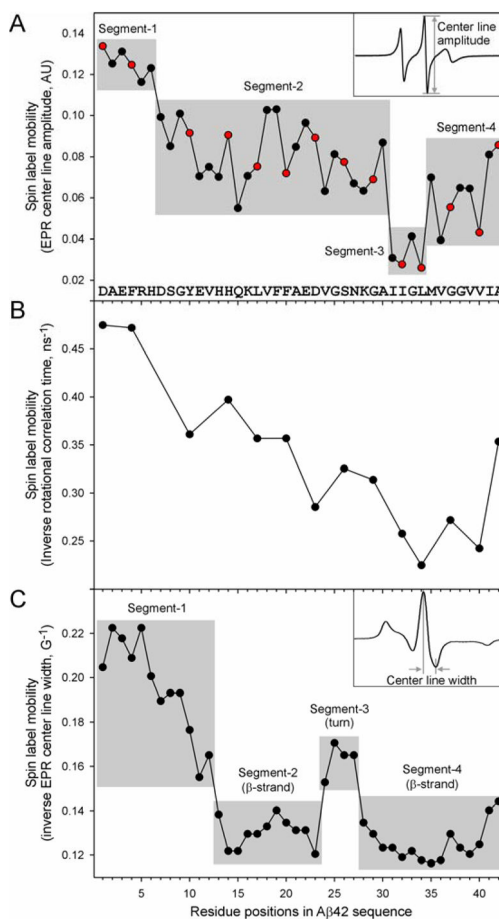 A
Segment-1
Center line
amplitude
Segment-2
Segment-4
Segment-3
Spin label mobility
(EPR center line amplitude, AU)
0.14
0.12
0.10
0.08
0.06
0.04
0.02
0.01
DAEFRHDSGYEVHHQKLVFFAEDVGSNKGAIIGLMVGGVVIA
B
Spin label mobility
(Inverse rotational correlation time, ns-1)
0.45
0.40
0.35
0.30
0.25
C
Segment-1
Center line width
Segment-3
(turn)
Segment-2
(β-strand)
Segment-4
(β-strand)
Spin label mobility
(inverse EPR center line width, G-1)
0.22
0.20
0.18
0.16
0.14
0.12
5 10 15 20 25 30 35 40
Residue positions in Aβ42 sequence